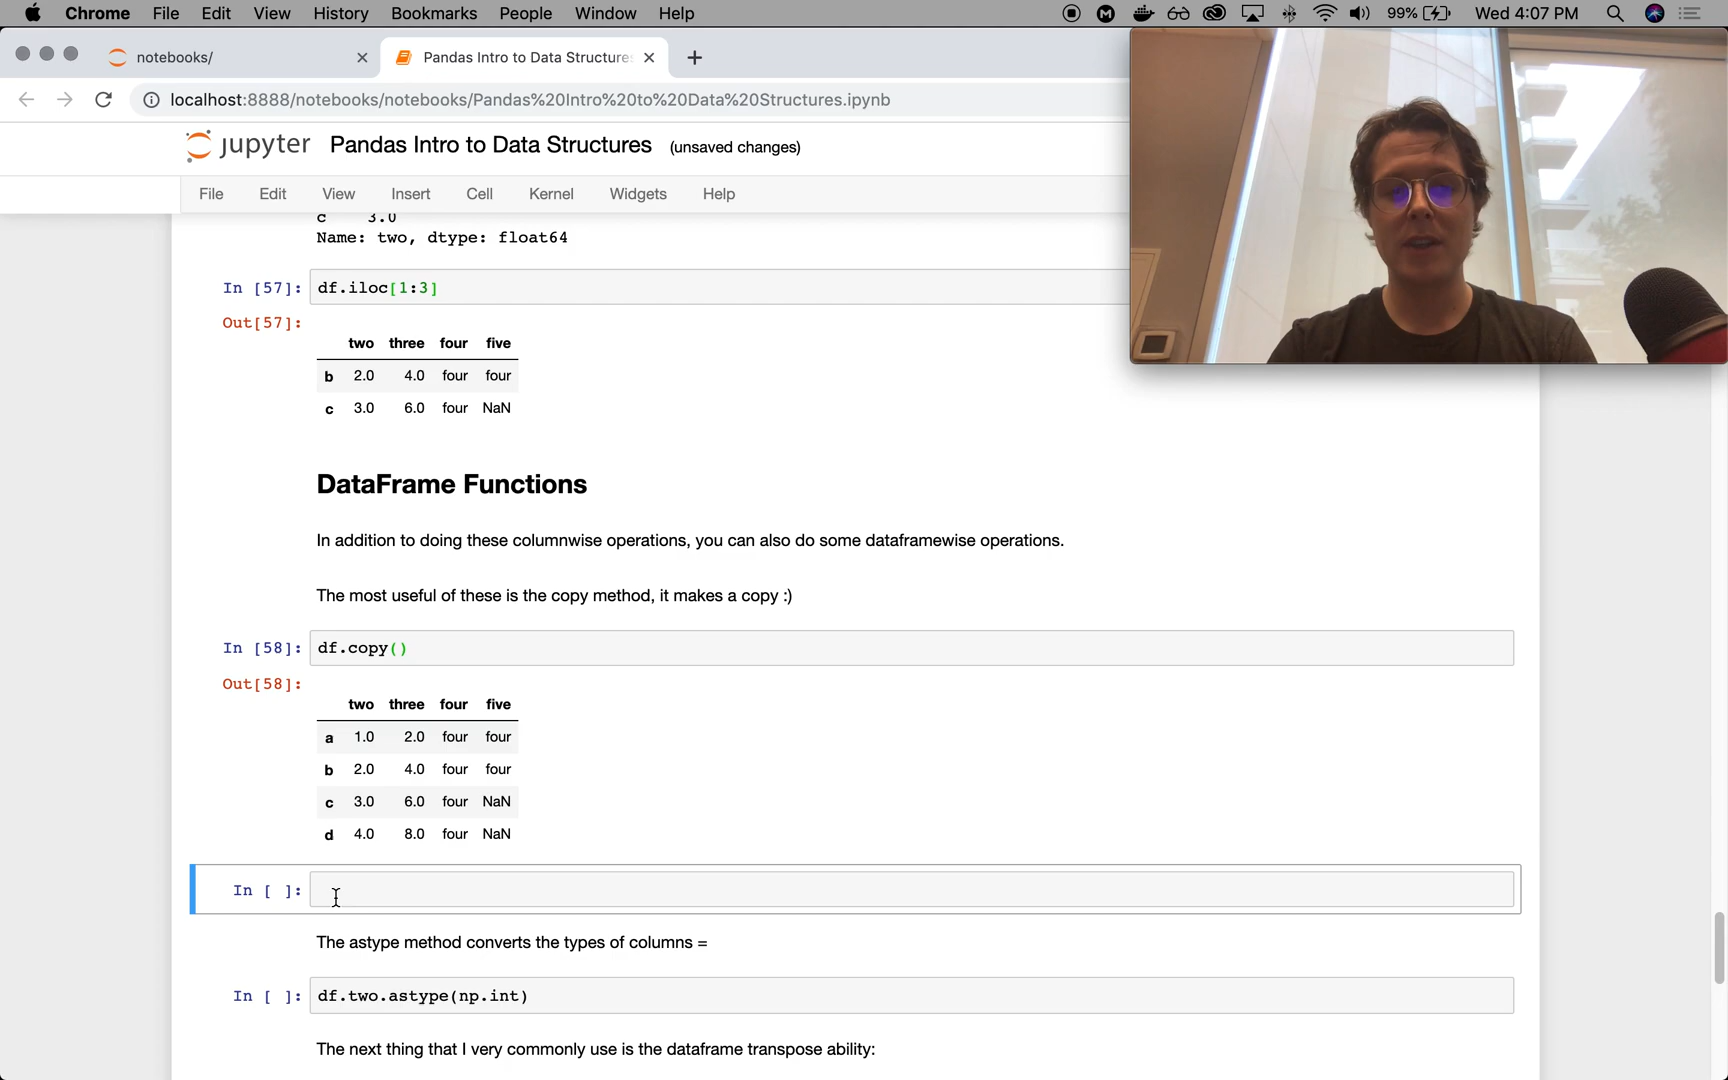 Chrome File Edit View History Bookmarks People Window Help 99% Wed 4:07 PM
notebooks/ Pandas Intro to Data Structures
localhost:8888/notebooks/notebooks/Pandas%20Intro%20to%20Data%20Structures.ipynb
jupyter Pandas Intro to Data Structures (unsaved changes)
File Edit View Insert Cell Kernel Widgets Help
c 3.0
Name: two, dtype: float64
In [57]: df.iloc[1:3]
Out[57]:
two three four five
b 2.0 4.0 four four
c 3.0 6.0 four NaN
DataFrame Functions
In addition to doing these columnwise operations, you can also do some dataframewise operations.
The most useful of these is the copy method, it makes a copy :)
In [58]: df.copy()
Out[58]:
two three four five
a 1.0 2.0 four four
b 2.0 4.0 four four
c 3.0 6.0 four NaN
d 4.0 8.0 four NaN
In [ ]:
The astype method converts the types of columns =
In [ ]: df.two.astype(np.int)
The next thing that I very commonly use is the dataframe transpose ability: